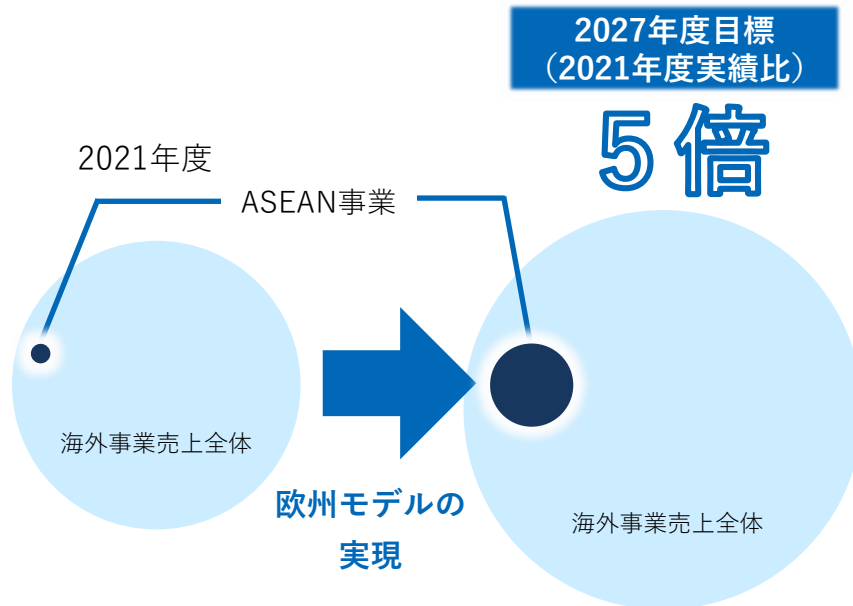 2027年度目標
（2021年度実績比）
5倍
2021年度
ASEAN事業
海外事業売上全体
欧州モデルの
実現
海外事業売上全体